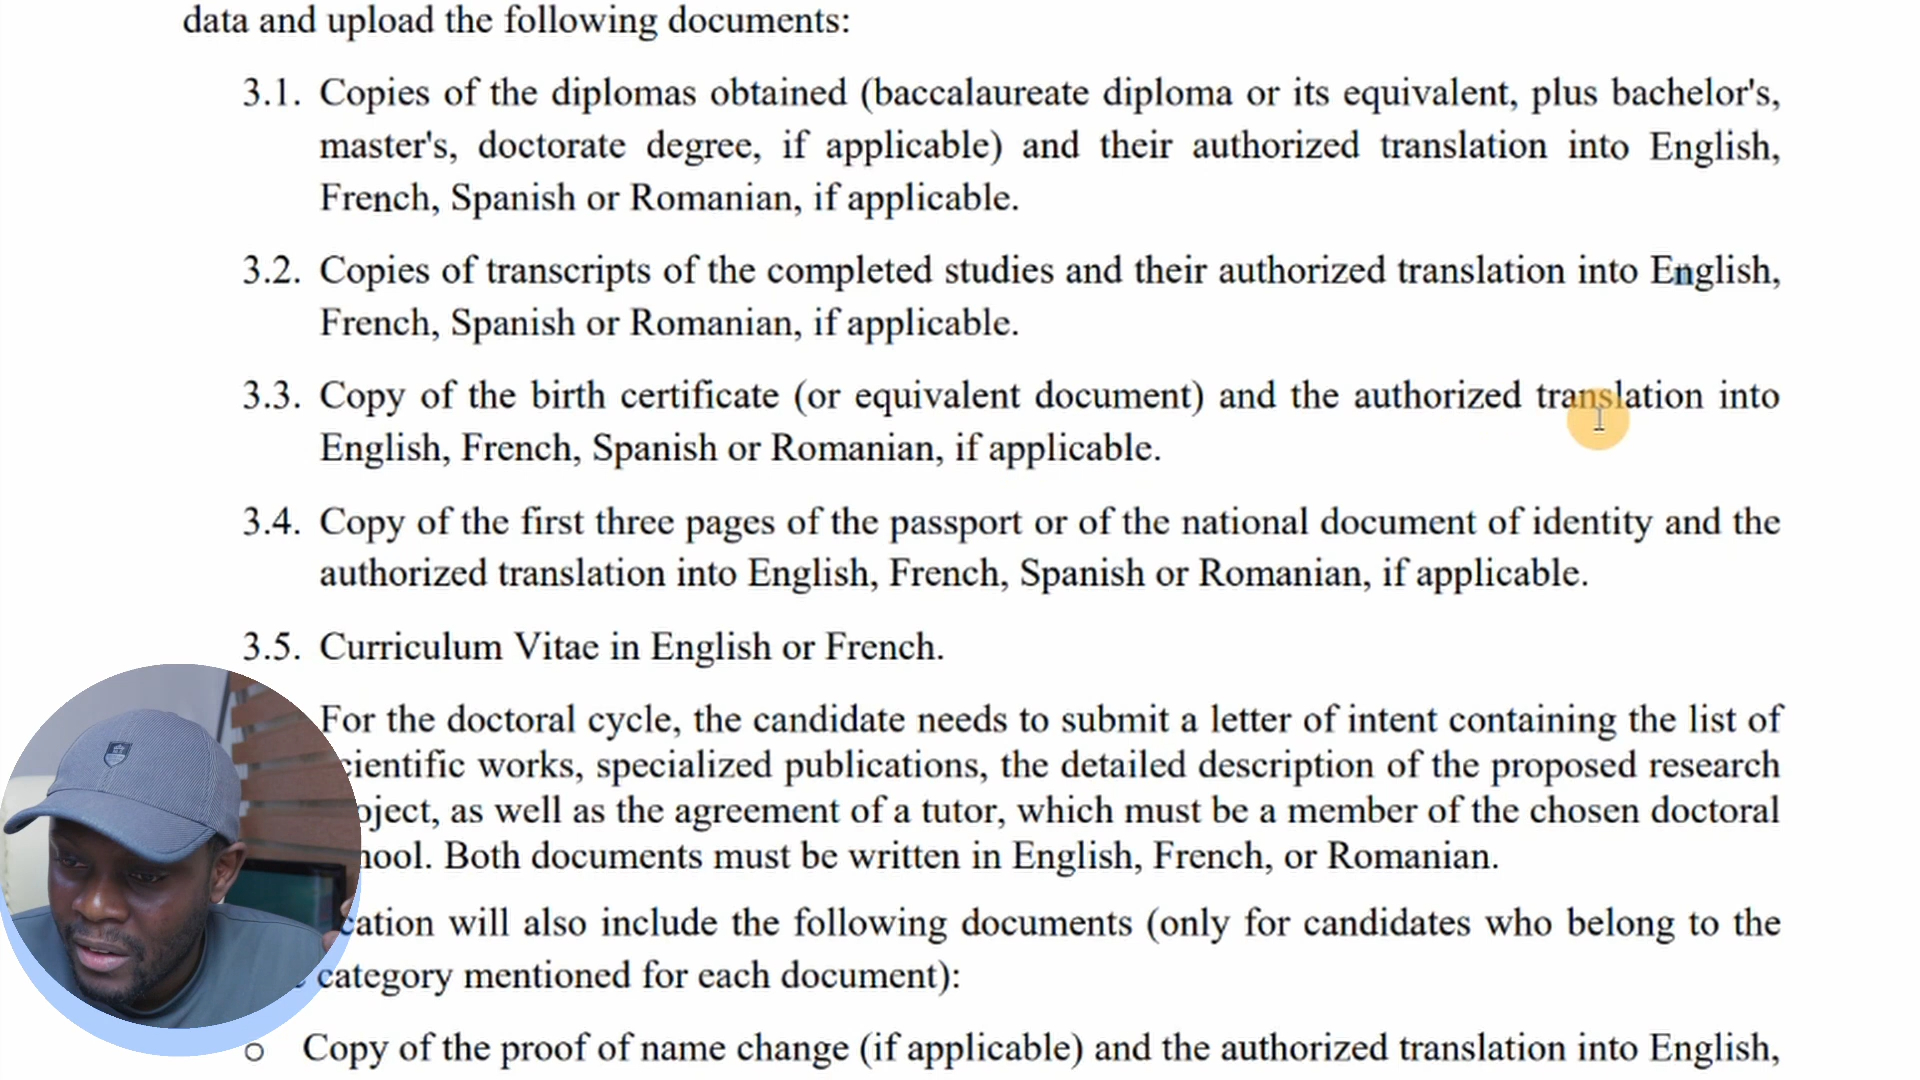 data and upload the following documents:
3.1. Copies of the diplomas obtained (baccalaureate diploma or its equivalent, plus bachelor's,
master's, doctorate degree, if applicable) and their authorized translation into English,
French, Spanish or Romanian, if applicable.
3.2. Copies of transcripts of the completed studies and their authorized translation into English,
French, Spanish or Romanian, if applicable.
3.3. Copy of the birth certificate (or equivalent document) and the authorized translation into
English, French, Spanish or Romanian, if applicable.
3.4. Copy of the first three pages of the passport or of the national document of identity and the
authorized translation into English, French, Spanish or Romanian, if applicable.
3.5. Curriculum Vitae in English or French.
For the doctoral cycle, the candidate needs to submit a letter of intent containing the list of
cientific works, specialized publications, the detailed description of the proposed research
oject, as well as the agreement of a tutor, which must be a member of the chosen doctoral
hool. Both documents must be written in English, French, or Romanian.
cation will also include the following documents (only for candidates who belong to the
category mentioned for each document):
o Copy of the proof of name change (if applicable) and the authorized translation into English,